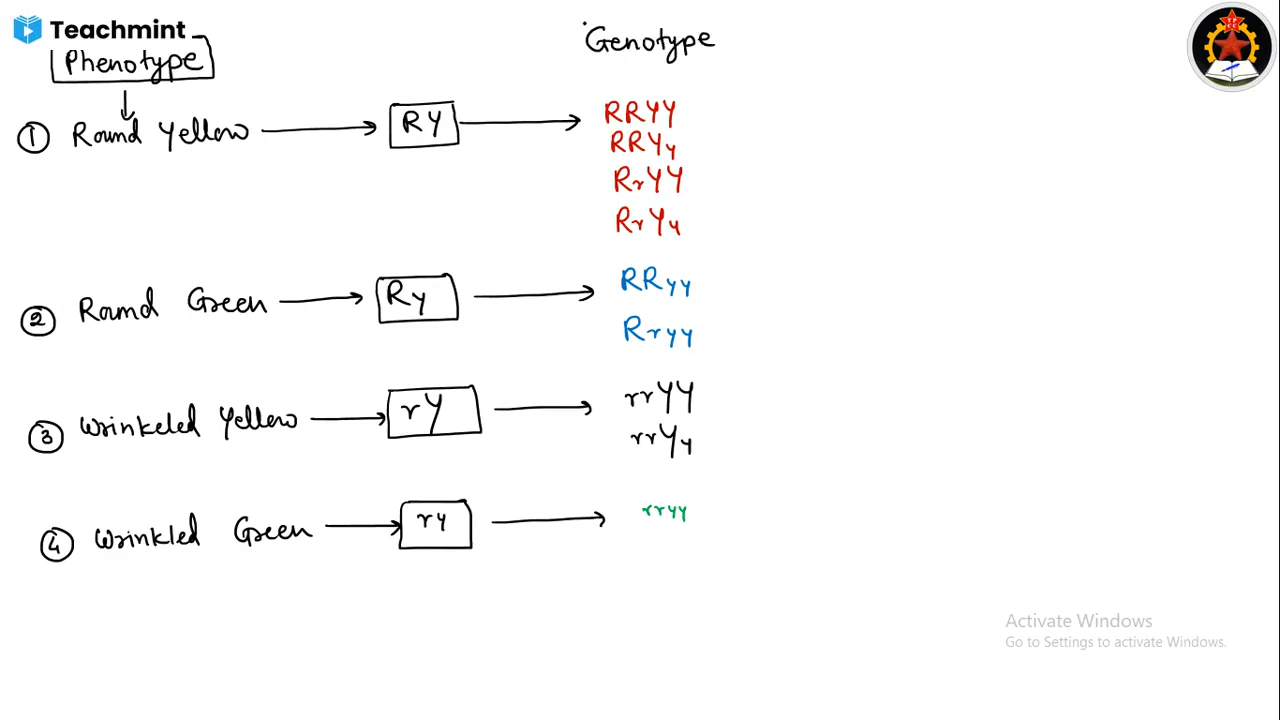 Teachmint
Genotype
Phenotype
① Round Yellow RY RRYY
RRYy
RrYY
RrYy
② Round Green Ry RRyy
Rryy
③ Wrinkeled Yellow rY rrYY
rrYy
④ Wrinkled Green ry rryy
Activate Windows
Go to Settings to activate Windows.